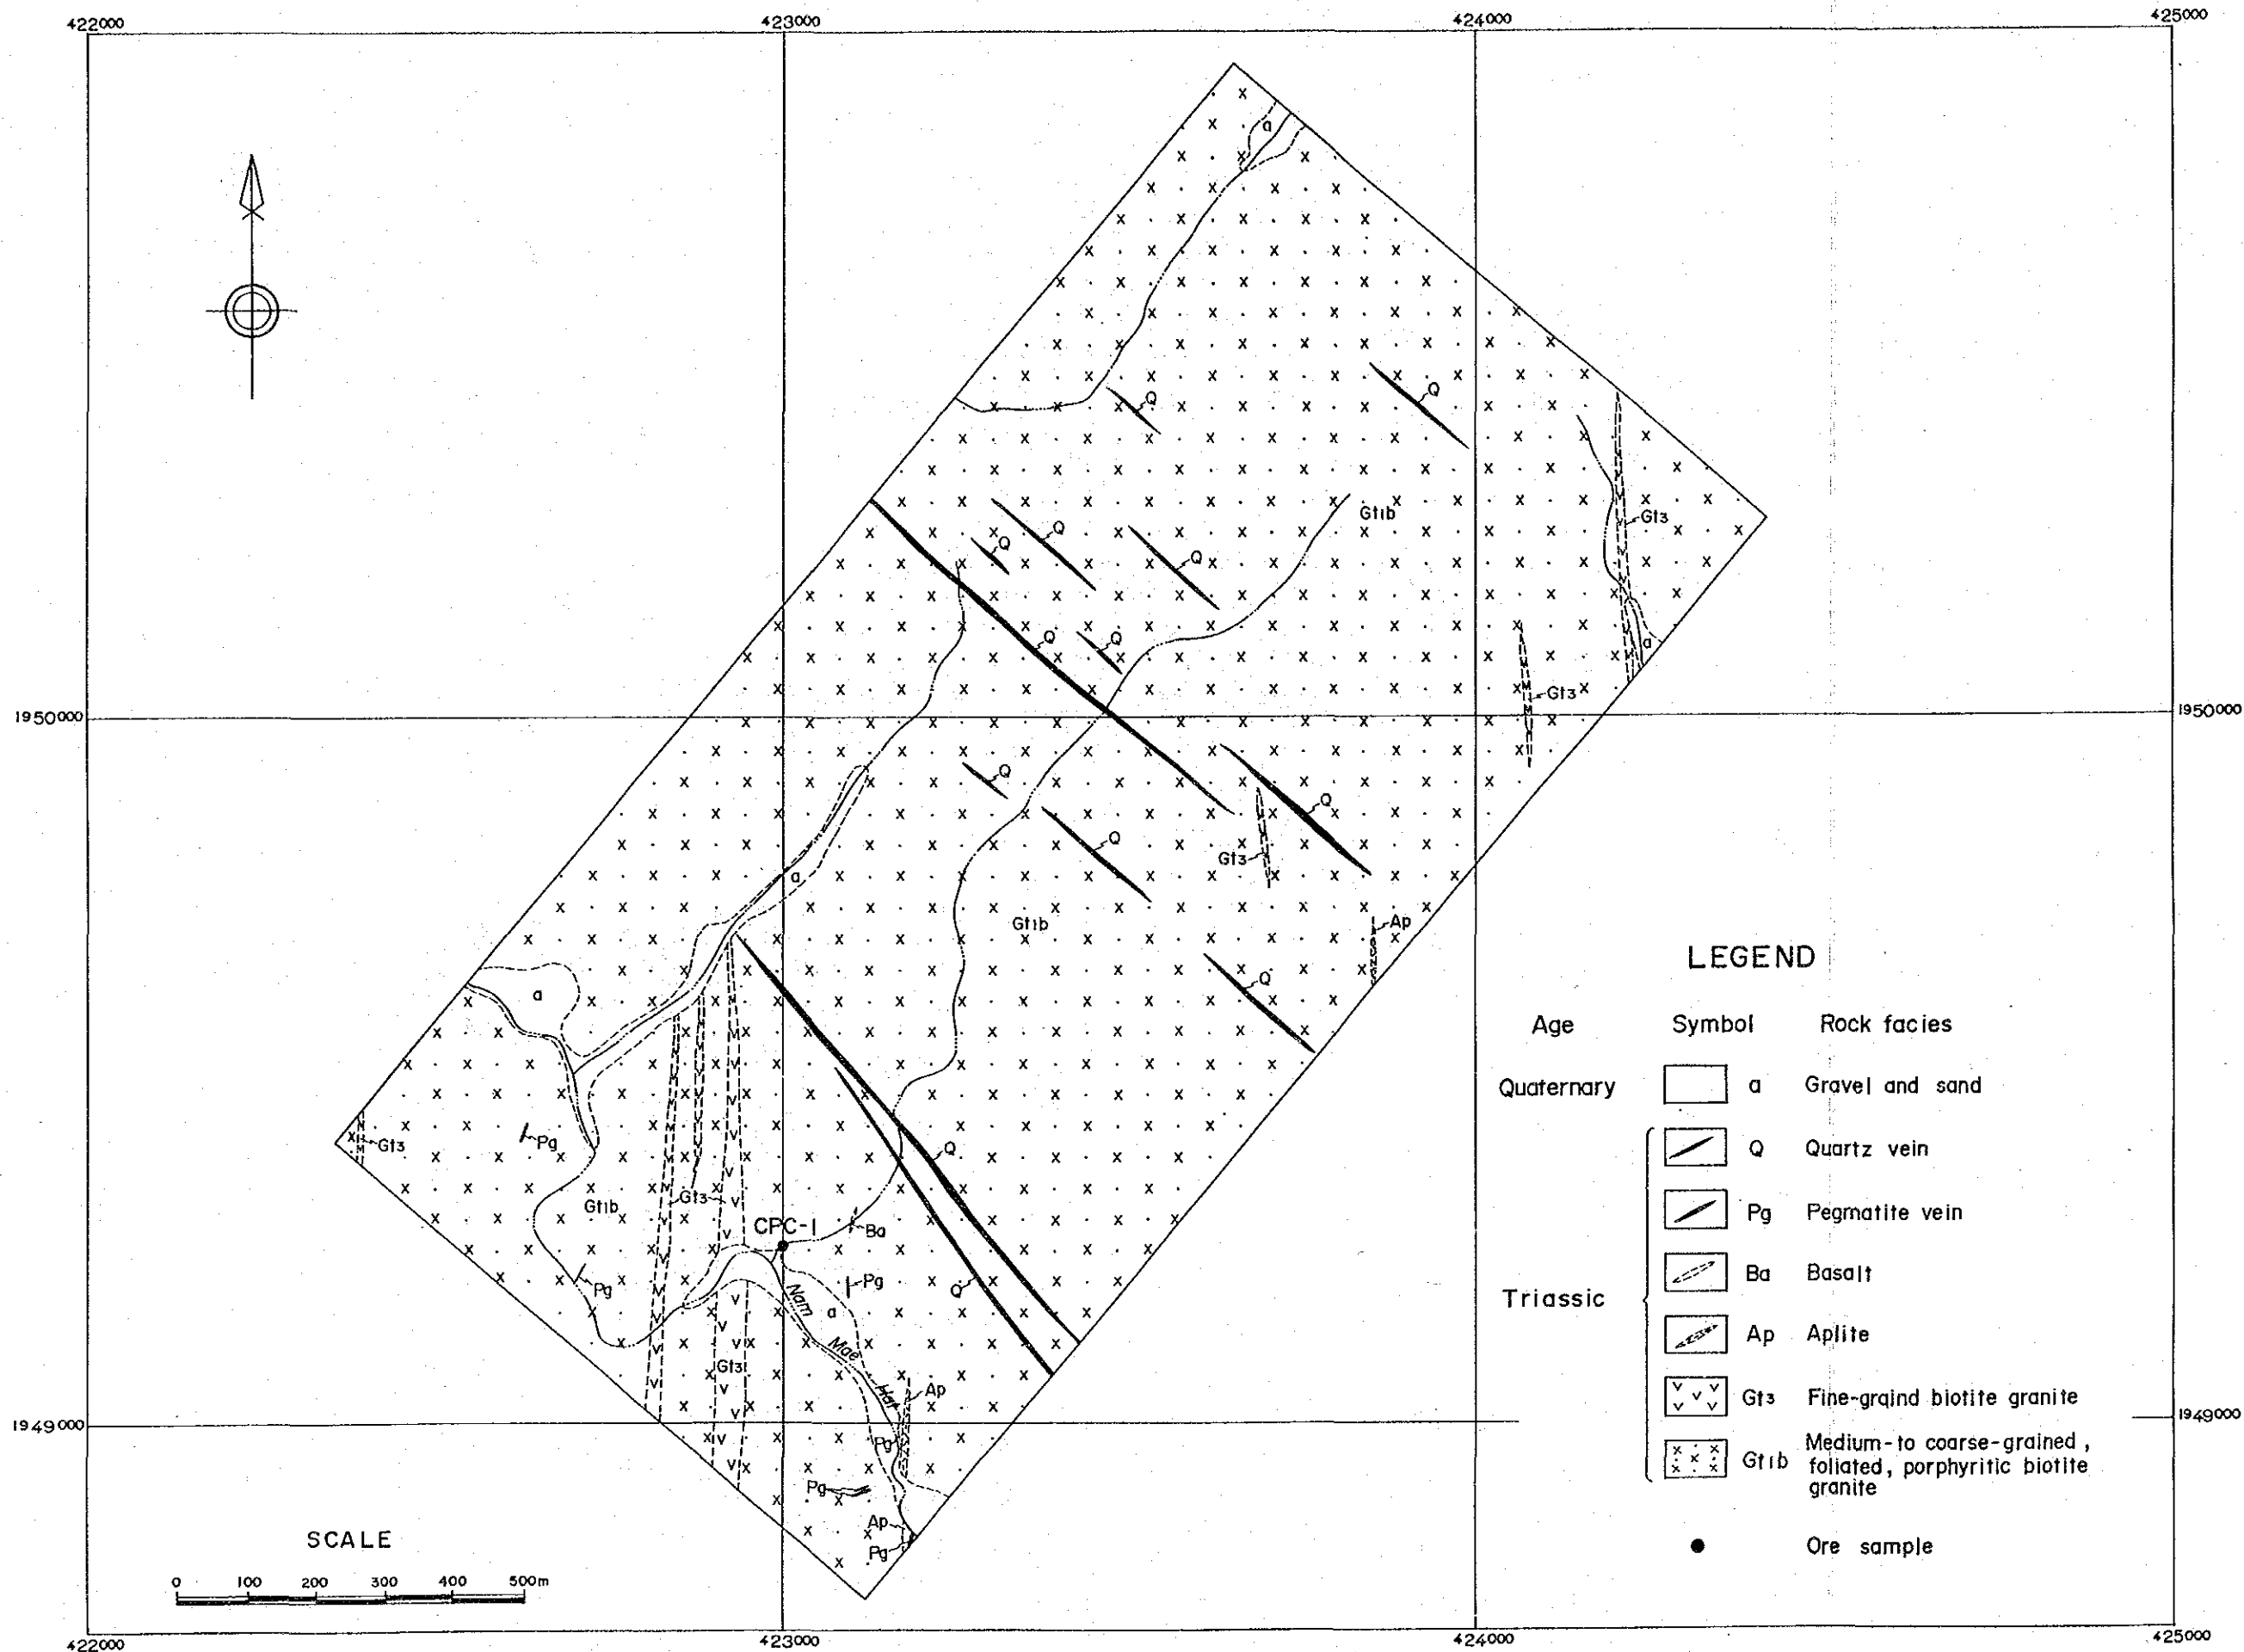 422000 423000 424000 425000
a
Q
Q
Gt1b
Q
Q
Q
Gt3
Q
Q
a
Gt3
1950000 1950000
Q
Q
Q
Gt3
a
Gt1b
Ap
Q
a
Pg
Gt3
Q
Gt3
Gt1b
CPC-1
Ba
Pg
Pg
Q
Nam
a
Mae
Gt3
Hat
Ap
1949000 1949000
Pg
Pg
Ap
Pg
LEGEND
Age Symbol Rock facies
Quaternary a Gravel and sand
Q Quartz vein
Pg Pegmatite vein
Ba Basalt
Triassic
Ap Aplite
Gt3 Fine-graind biotite granite
Gt1b Medium-to coarse-grained,
foliated, porphyritic biotite
granite
Ore sample
SCALE
0 100 200 300 400 500m
422000 423000 424000 425000